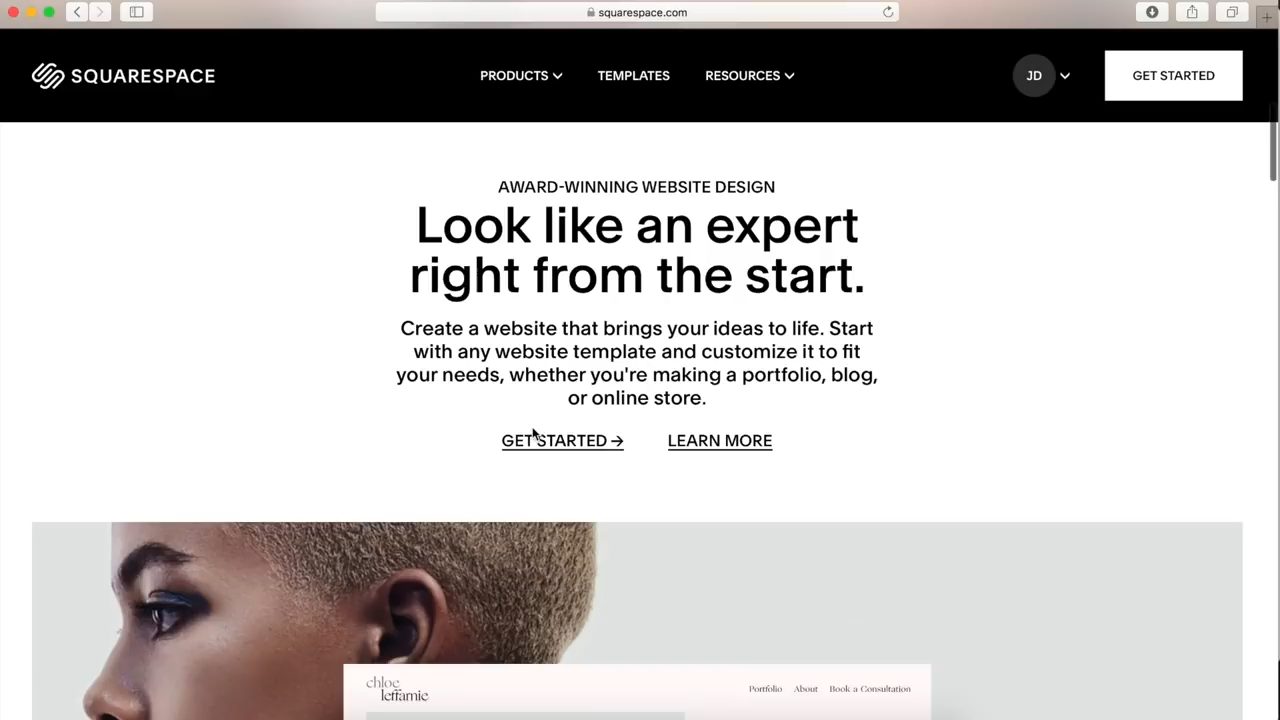 squarespace.com
SQUARESPACE
PRODUCTS
TEMPLATES
RESOURCES
JD
GET STARTED
AWARD-WINNING WEBSITE DESIGN
Look like an expert
right from the start.
Create a website that brings your ideas to life. Start
with any website template and customize it to fit
your needs, whether you're making a portfolio, blog,
or online store.
GET STARTED →
LEARN MORE
chloe
leffamie
Portfolio About Book a Consultation